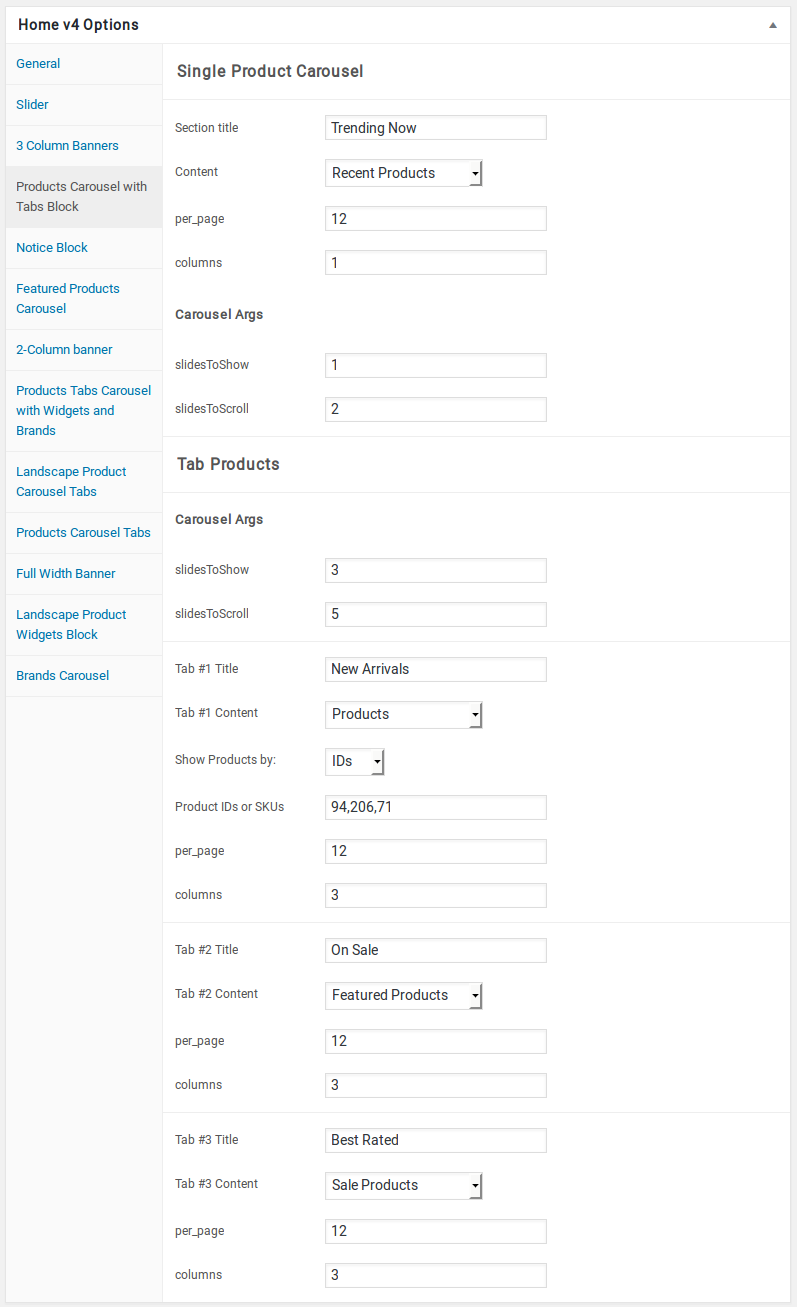 Home v4 Options
General
Slider
3 Column Banners
Products Carousel with
Tabs Block
Notice Block
Featured Products
Carousel
2-Column banner
Products Tabs Carousel
with Widgets and
Brands
Landscape Product
Carousel Tabs
Products Carousel Tabs
Full Width Banner
Landscape Product
Widgets Block
Brands Carousel
Single Product Carousel
Section title Trending Now
Content Recent Products
per_page 12
columns 1
Carousel Args
slidesToShow 1
slidesToScroll 2
Tab Products
Carousel Args
slidesToShow 3
slidesToScroll 5
Tab #1 Title New Arrivals
Tab #1 Content Products
Show Products by: IDs
Product IDs or SKUs 94,206,71
per_page 12
columns 3
Tab #2 Title On Sale
Tab #2 Content Featured Products
per_page 12
columns 3
Tab #3 Title Best Rated
Tab #3 Content Sale Products
per_page 12
columns 3